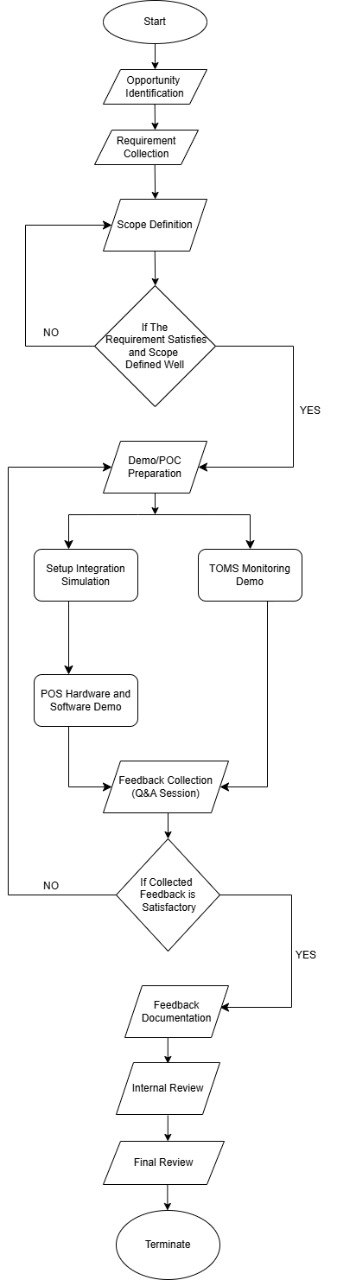 Start
Opportunity
Identification
Requirement
Collection
Scope Definition
If The
Requirement Satisfies
and Scope
Defined Well
NO
YES
Demo/POC
Preparation
Setup Integration
Simulation
TOMS Monitoring
Demo
POS Hardware and
Software Demo
Feedback Collection
(Q&A Session)
If Collected
Feedback is
Satisfactory
NO
YES
Feedback
Documentation
Internal Review
Final Review
Terminate